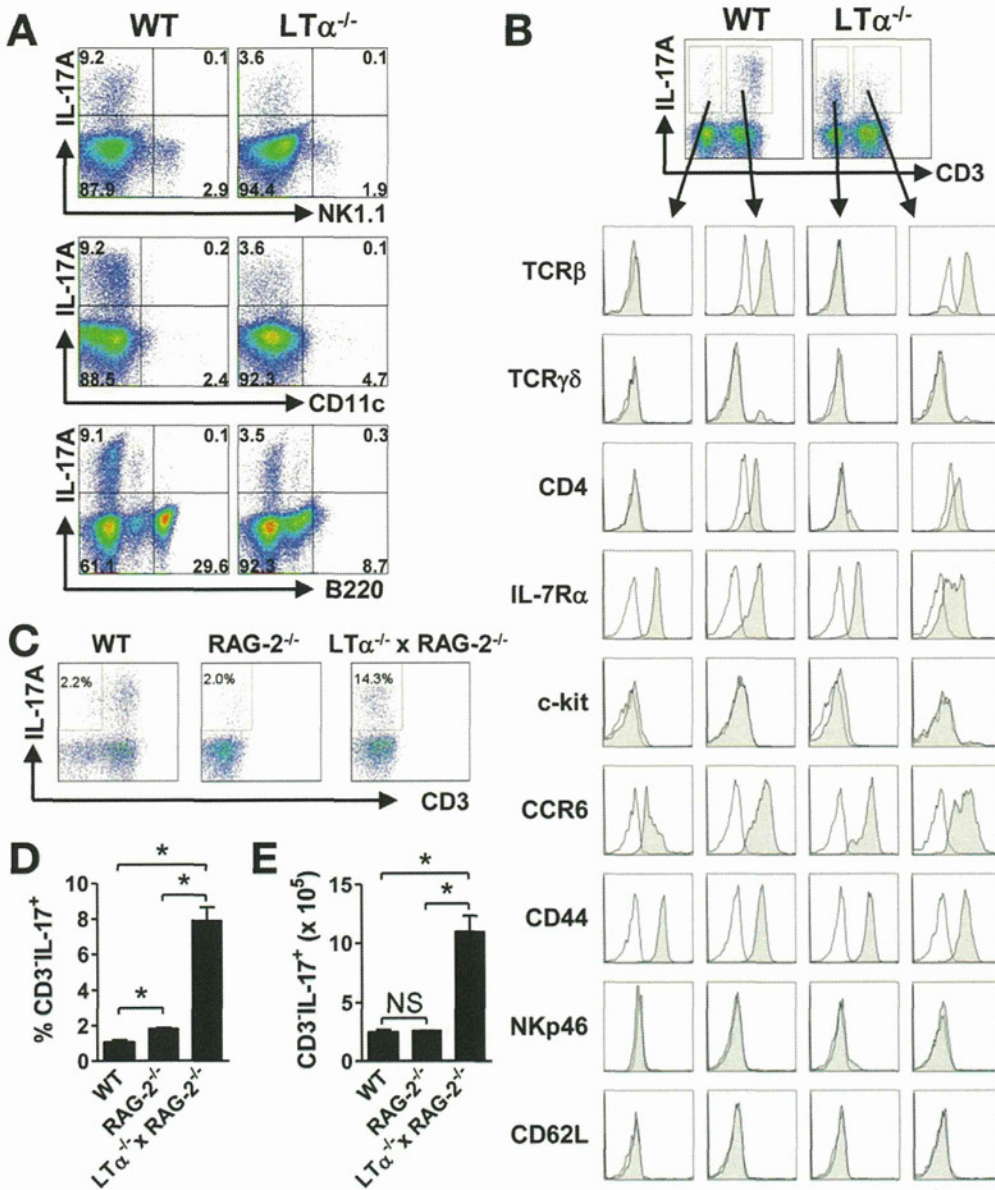 A
WT
LTα-/-
IL-17A
9.2
0.1
3.6
0.1
87.9
2.9
94.4
1.9
NK1.1
IL-17A
9.2
0.2
3.6
0.1
88.5
2.4
92.3
4.7
CD11c
IL-17A
9.1
0.1
3.5
0.3
61.1
29.6
92.3
8.7
B220
B
WT
LTα-/-
IL-17A
CD3
TCRβ
TCRγδ
CD4
IL-7Rα
c-kit
CCR6
CD44
NKp46
CD62L
C
WT
RAG-2-/-
LTα-/- x RAG-2-/-
IL-17A
2.2%
2.0%
14.3%
CD3
D
% CD3-IL-17+
10
8
6
4
2
0
*
*
*
WT
RAG-2-/-
LTα-/- x RAG-2-/-
E
CD3-IL-17+ (x 10⁵)
15
10
5
0
*
*
NS
WT
RAG-2-/-
LTα-/- x RAG-2-/-